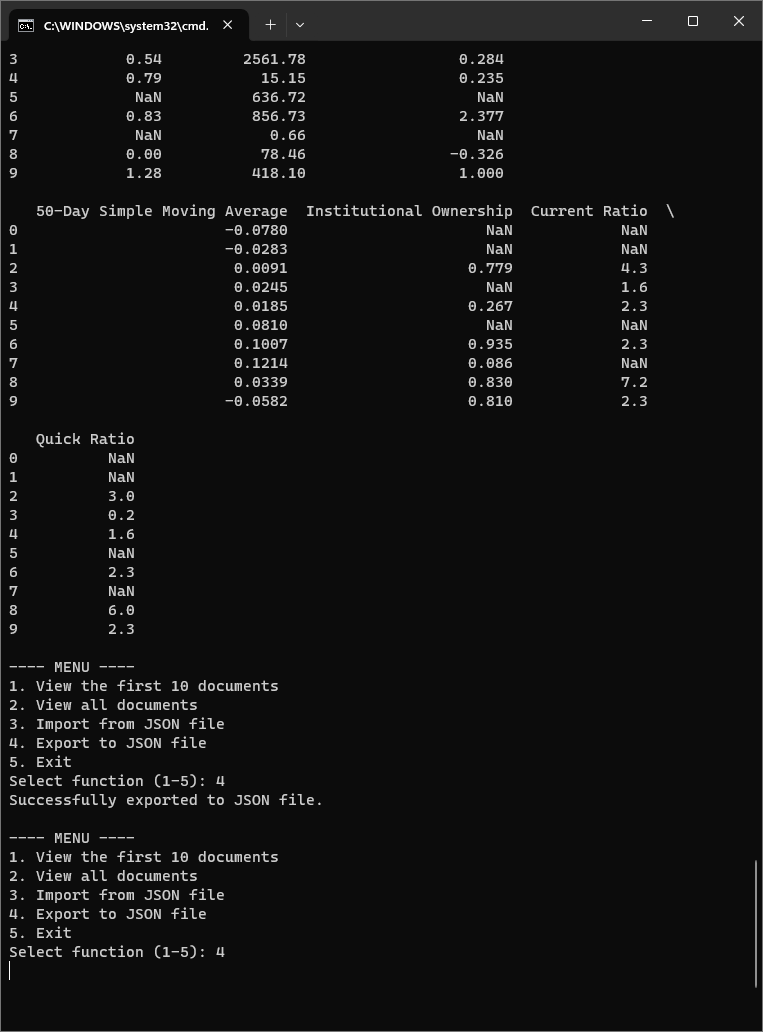 C:\WINDOWS\system32\cmd.
3            0.54         2561.78                 0.284
4            0.79           15.15                 0.235
5             NaN          636.72                   NaN
6            0.83          856.73                 2.377
7             NaN            0.66                   NaN
8            0.00           78.46                -0.326
9            1.28          418.10                 1.000
   50-Day Simple Moving Average  Institutional Ownership  Current Ratio  \
0                       -0.0780                      NaN            NaN
1                       -0.0283                      NaN            NaN
2                        0.0091                    0.779            4.3
3                        0.0245                      NaN            1.6
4                        0.0185                    0.267            2.3
5                        0.0810                      NaN            NaN
6                        0.1007                    0.935            2.3
7                        0.1214                    0.086            NaN
8                        0.0339                    0.830            7.2
9                       -0.0582                    0.810            2.3
   Quick Ratio
0          NaN
1          NaN
2          3.0
3          0.2
4          1.6
5          NaN
6          2.3
7          NaN
8          6.0
9          2.3
---- MENU ----
1. View the first 10 documents
2. View all documents
3. Import from JSON file
4. Export to JSON file
5. Exit
Select function (1-5): 4
Successfully exported to JSON file.
---- MENU ----
1. View the first 10 documents
2. View all documents
3. Import from JSON file
4. Export to JSON file
5. Exit
Select function (1-5): 4